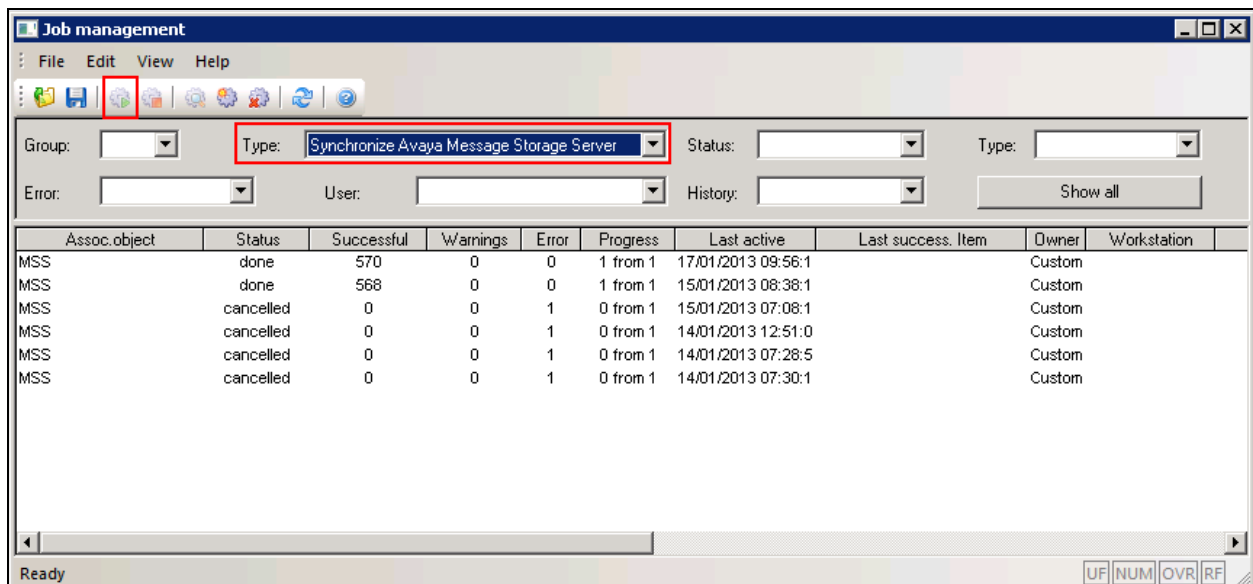 Job management
File Edit View Help
Group: Type: Synchronize Avaya Message Storage Server Status: Type:
Error: User: History: Show all
Assoc.object Status Successful Warnings Error Progress Last active Last success. Item Owner Workstation
MSS done 570 0 0 1 from 1 17/01/2013 09:56:1 Custom
MSS done 568 0 0 1 from 1 15/01/2013 08:38:1 Custom
MSS cancelled 0 0 1 0 from 1 15/01/2013 07:08:1 Custom
MSS cancelled 0 0 1 0 from 1 14/01/2013 12:51:0 Custom
MSS cancelled 0 0 1 0 from 1 14/01/2013 07:28:5 Custom
MSS cancelled 0 0 1 0 from 1 14/01/2013 07:30:1 Custom
Ready UF NUM OVR RF